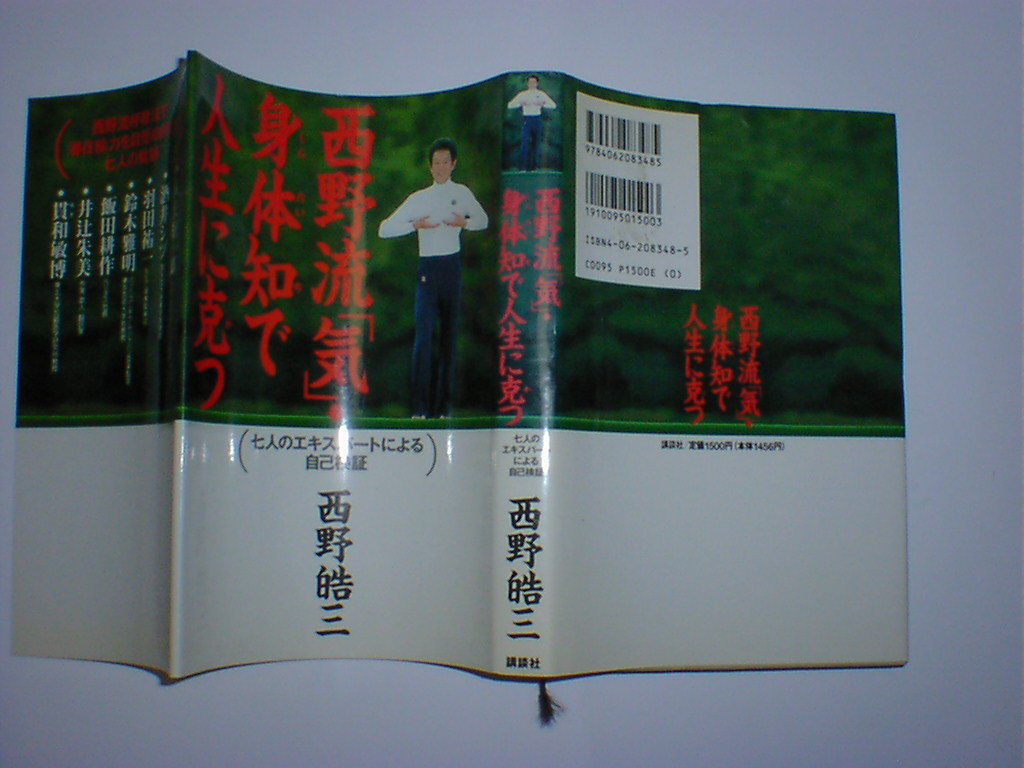 七人の
鈴木雅明
飯田耕作
井辻朱美
貫和敏博
西野流「気」・
身体知で
人生に克つ
(七人のエキスパートによる
自己検証)
西野皓三
西野流「気」・
身体知で人生に克つ
七人の
エキスパート
による
自己検証
西野皓三
講談社
9784062083485
1910095015003
ISBN4-06-208348-5
C0095 P1500E (0)
西野流「気」・
身体知で
人生に克つ
講談社 定価1500円(本体1456円)